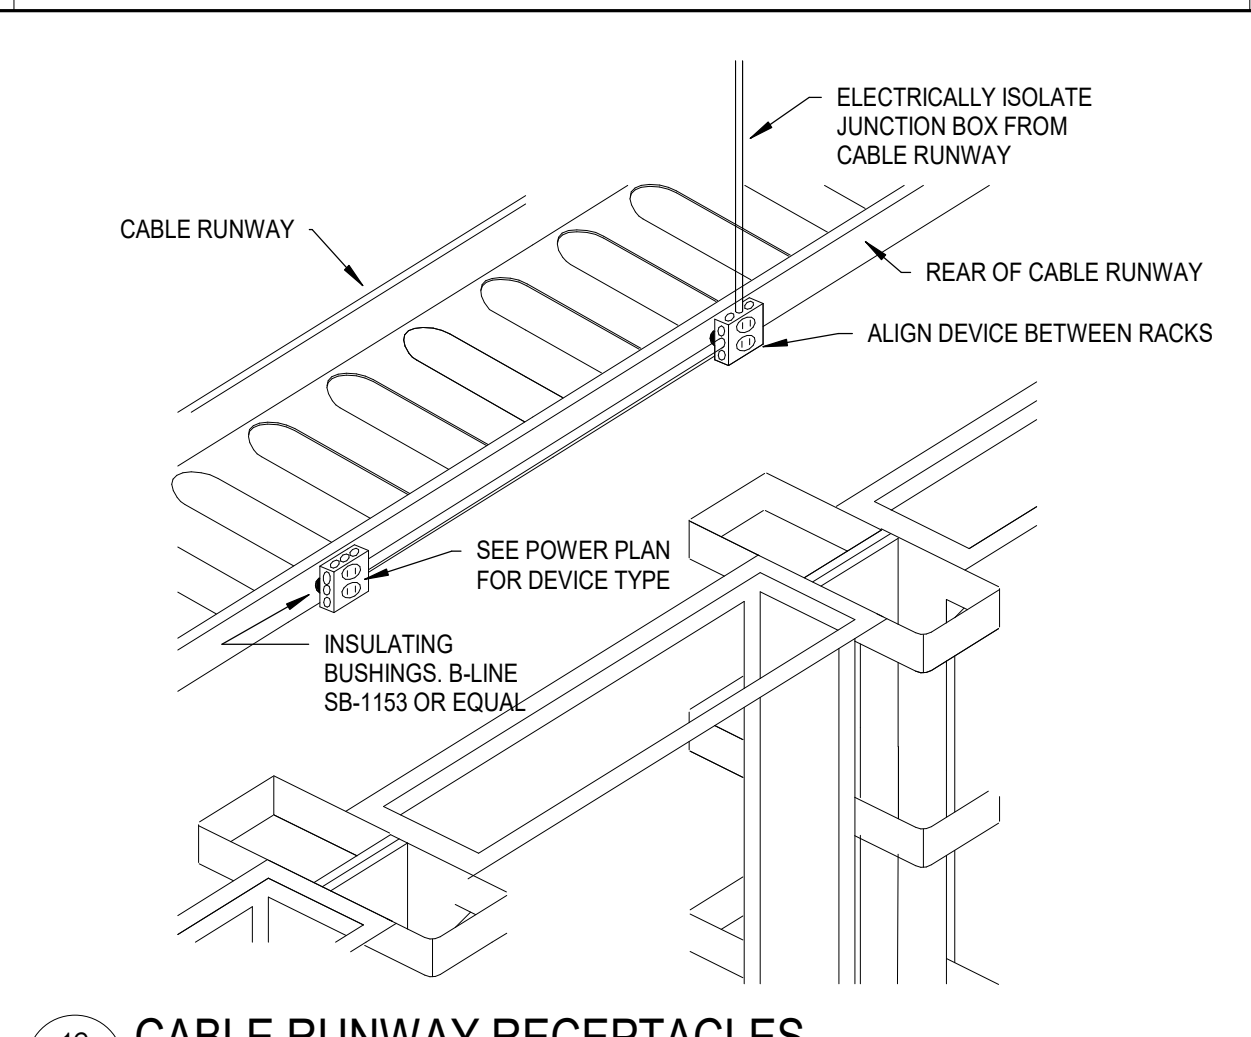 ELECTRICALLY ISOLATE
JUNCTION BOX FROM
CABLE RUNWAY
CABLE RUNWAY
REAR OF CABLE RUNWAY
ALIGN DEVICE BETWEEN RACKS
SEE POWER PLAN
FOR DEVICE TYPE
INSULATING
BUSHINGS. B-LINE
SB-1153 OR EQUAL
CABLE RUNWAY RECEPTACLES